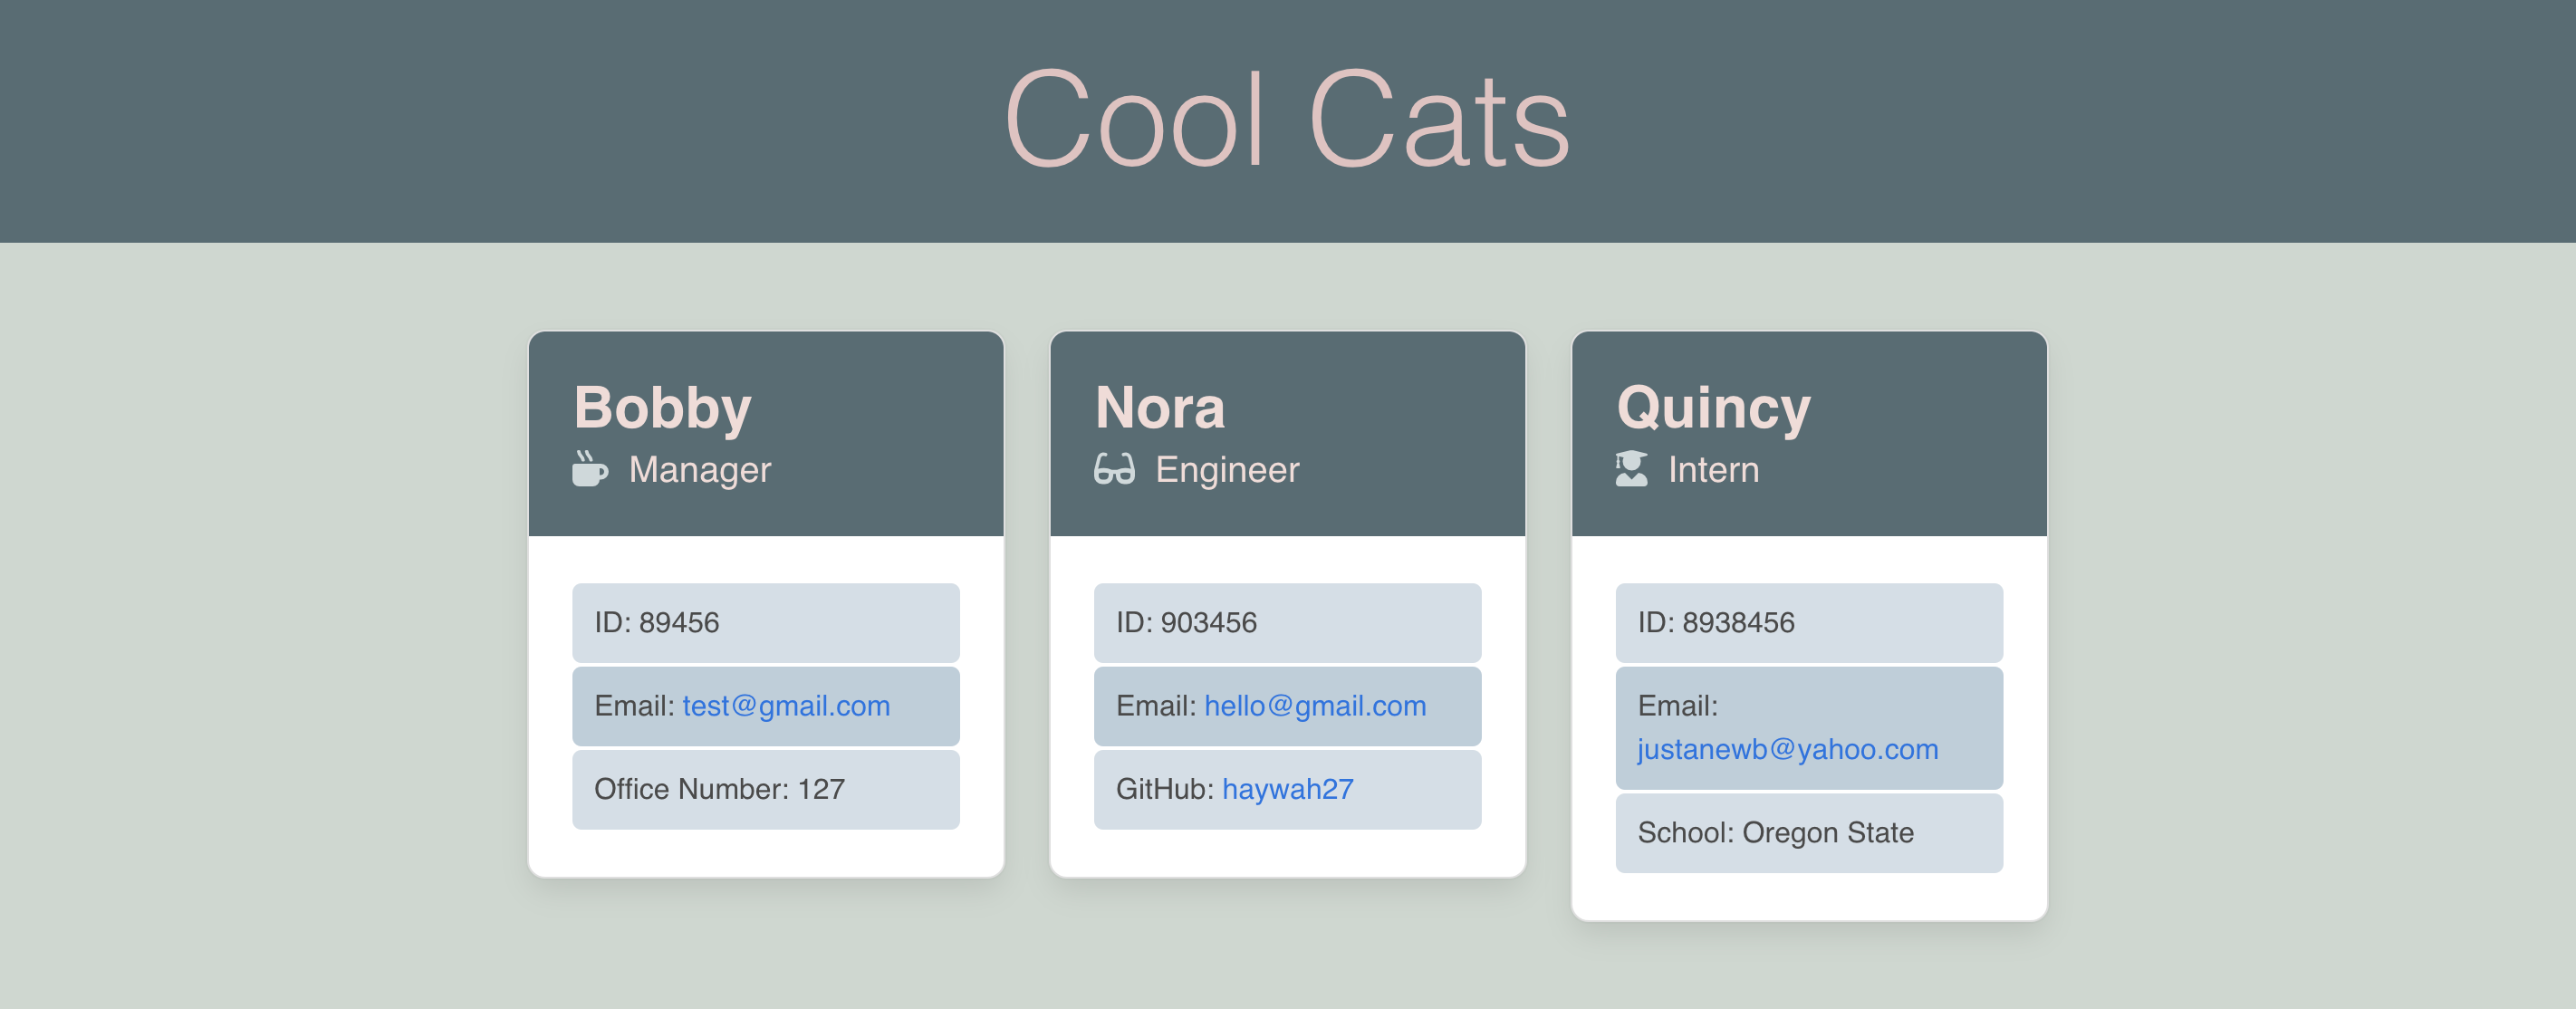 Cool Cats
Bobby
Manager
ID: 89456
Email: test@gmail.com
Office Number: 127
Nora
Engineer
ID: 903456
Email: hello@gmail.com
GitHub: haywah27
Quincy
Intern
ID: 8938456
Email:
justanewb@yahoo.com
School: Oregon State